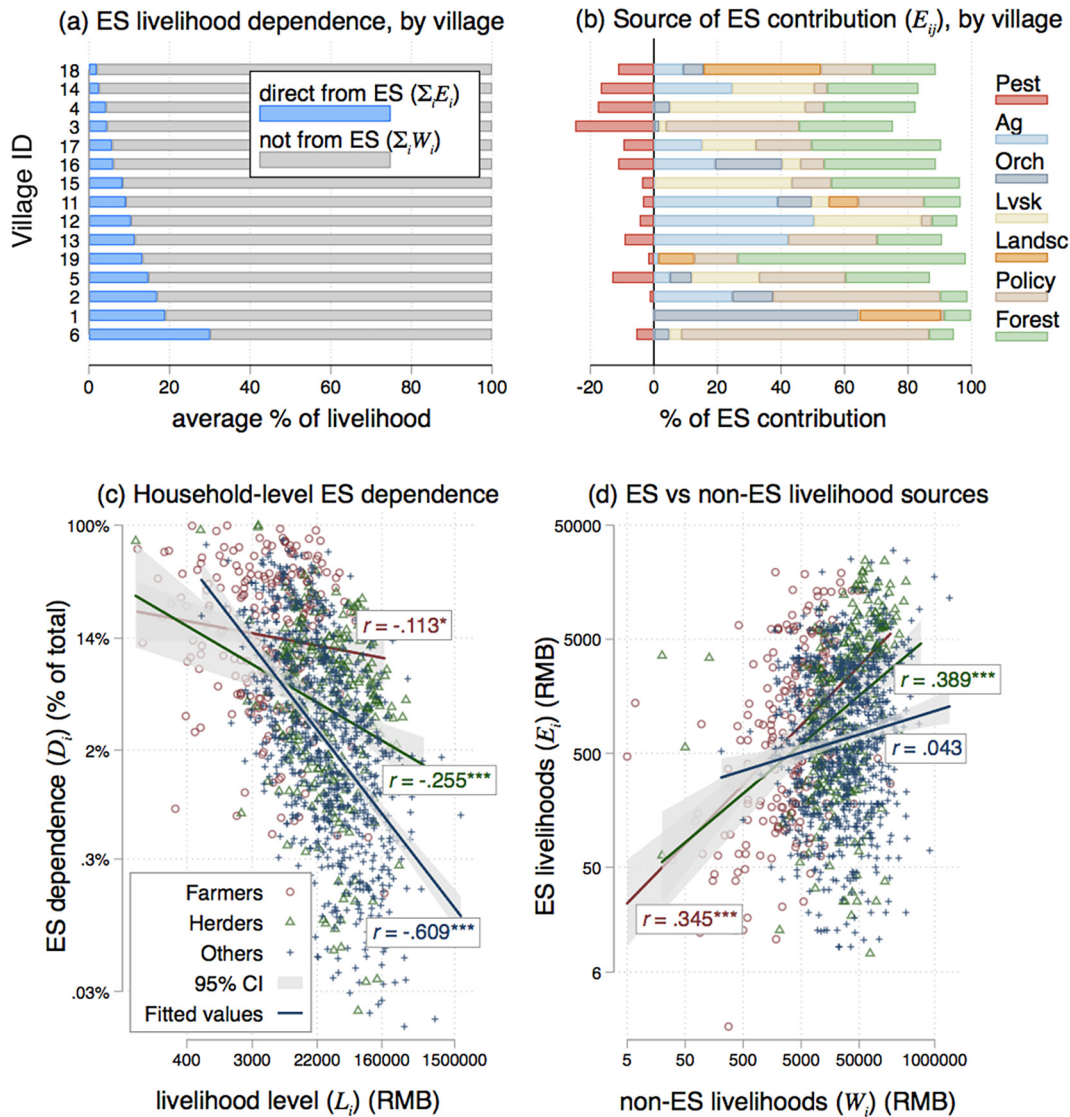 (a) ES livelihood dependence, by village
Village ID
18
14
4
3
17
16
15
11
12
13
19
5
2
1
6
direct from ES (ΣᵢEᵢ)
not from ES (ΣᵢWᵢ)
0 20 40 60 80 100
average % of livelihood
(b) Source of ES contribution (Eᵢⱼ), by village
Pest
Ag
Orch
Lvsk
Landsc
Policy
Forest
-20 0 20 40 60 80 100
% of ES contribution
(c) Household-level ES dependence
ES dependence (Dᵢ) (% of total)
100%
14%
2%
.3%
.03%
r = -.113*
r = -.255***
r = -.609***
Farmers
Herders
Others
95% CI
Fitted values
400 3000 22000 160000 1500000
livelihood level (Lᵢ) (RMB)
(d) ES vs non-ES livelihood sources
ES livelihoods (Eᵢ) (RMB)
50000
5000
500
50
6
r = .389***
r = .043
r = .345***
5 50 500 5000 50000 1000000
non-ES livelihoods (Wᵢ) (RMB)